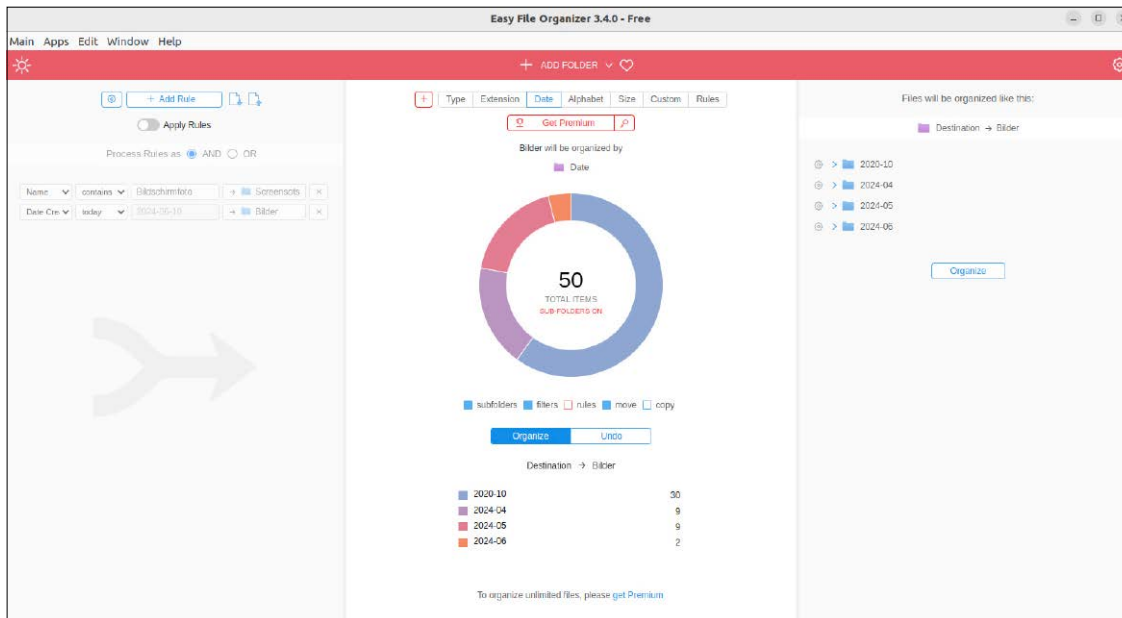 Easy File Organizer 3.4.0 - Free
Main Apps Edit Window Help
+ ADD FOLDER
+ Add Rule
Apply Rules
Process Rules as AND OR
Name contains Bildschirmfoto → Screensots ×
Date Cre today 2024-06-10 → Bilder ×
+ Type Extension Date Alphabet Size Custom Rules
Get Premium
Bilder will be organized by
Date
50
TOTAL ITEMS
SUB-FOLDERS ON
subfolders filters rules move copy
Organize Undo
Destination → Bilder
2020-10 30
2024-04 9
2024-05 9
2024-06 2
To organize unlimited files, please get Premium
Files will be organized like this:
Destination → Bilder
> 2020-10
> 2024-04
> 2024-05
> 2024-06
Organize